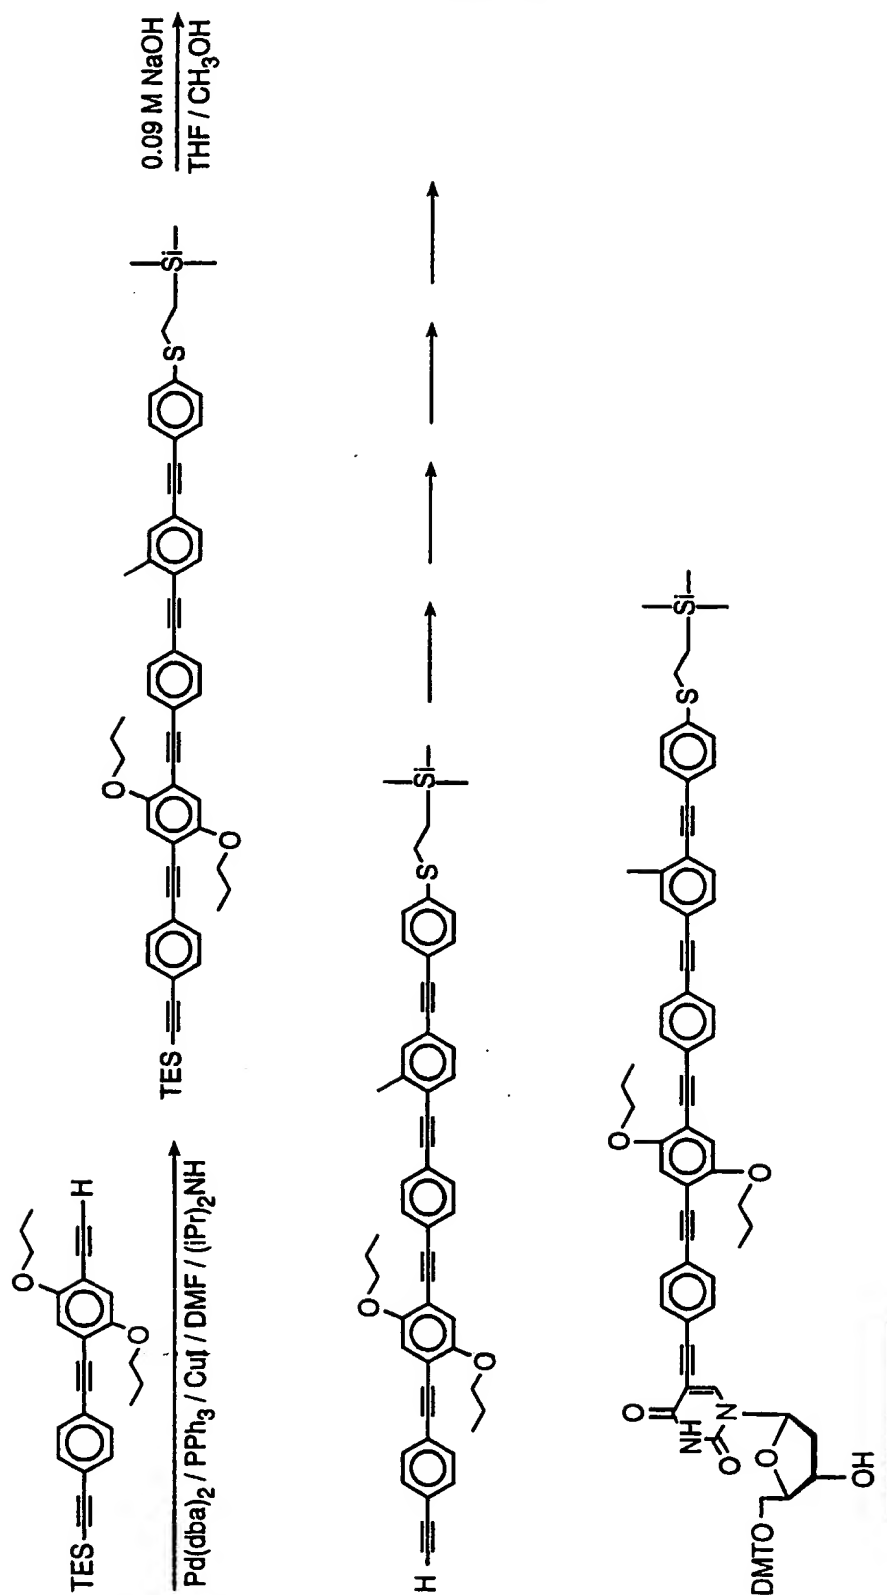 TES
H
O
O
Pd(dba)2 / PPh3 / CuI / DMF / (iPr)2NH
TES
O
O
S
Si
0.09 M NaOH
THF / CH3OH
H
O
O
S
Si
DMTO
O
OH
O
NH
O
N
O
O
S
Si